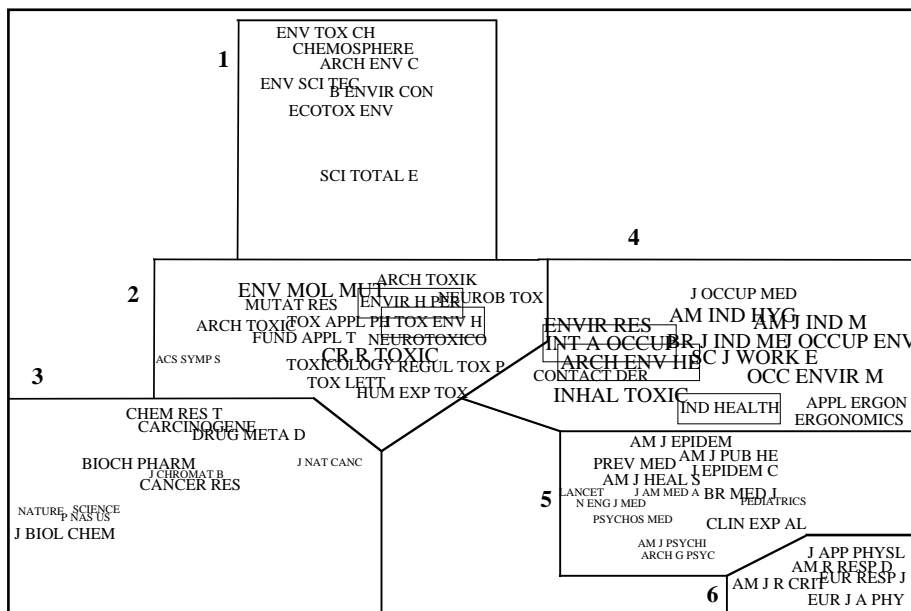 1
ENV TOX CH
CHEMOSPHERE
ARCH ENV C
ENV SCI TEC
B ENVIR CON
ECOTOX ENV
SCI TOTAL E
2
ARCH TOXIK
ENV MOL MUT
ENVIR H PER
NEUROB TOX
MUTAT RES
ARCH TOXIC
TOX APPL PH
J TOX ENV H
FUND APPL T
NEUROTOXICO
CR R TOXIC
ACS SYMP S
TOXICOLOGY
REGUL TOX P
TOX LETT
HUM EXP TOX
3
CHEM RES T
CARCINOGENE
DRUG META D
BIOCH PHARM
J NAT CANC
J CHROMAT B
CANCER RES
NATURE
SCIENCE
P NAS US
J BIOL CHEM
4
J OCCUP MED
AM IND HYG
AM J IND M
ENVIR RES
INT A OCCUP
BR J IND ME
J OCCUP ENV
ARCH ENV HE
SC J WORK E
CONTACT DER
OCC ENVIR M
INHAL TOXIC
IND HEALTH
APPL ERGON
ERGONOMICS
5
AM J EPIDEM
AM J PUB HE
PREV MED
J EPIDEM C
AM J HEAL S
LANCET
J AM MED A
BR MED J
N ENG J MED
PEDIATRICS
PSYCHOS MED
CLIN EXP AL
AM J PSYCHI
ARCH G PSYC
6
J APP PHYSL
AM R RESP D
EUR RESP J
AM J R CRIT
EUR J A PHY